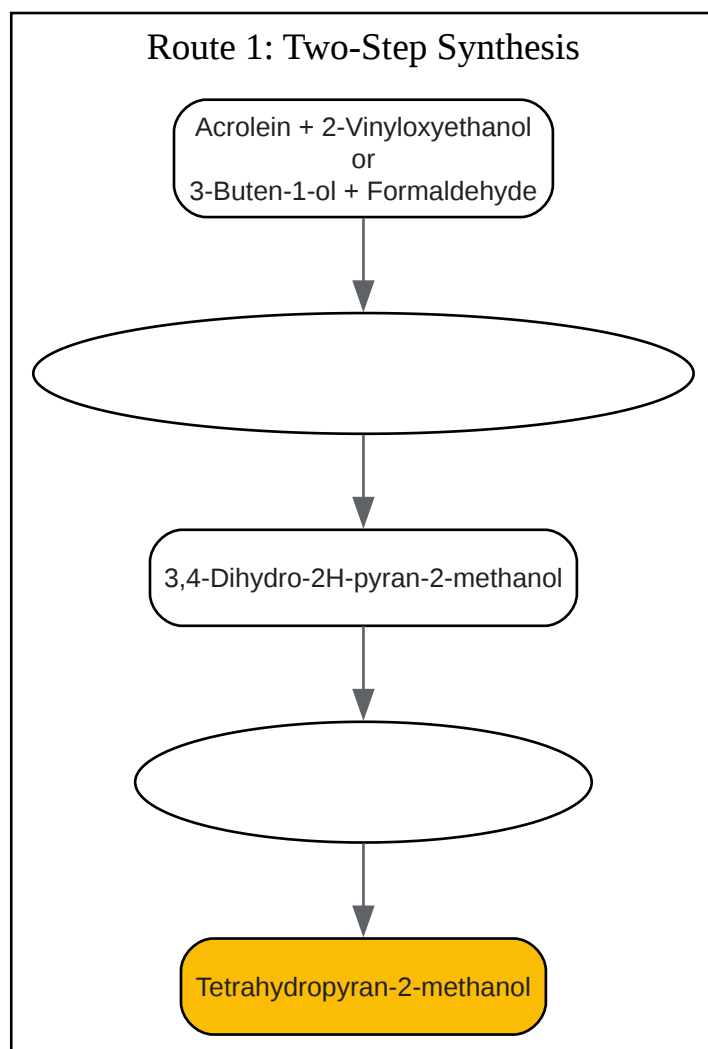 Route 1: Two-Step Synthesis
Acrolein + 2-Vinyloxyethanol
or
3-Buten-1-ol + Formaldehyde
3,4-Dihydro-2H-pyran-2-methanol
Tetrahydropyran-2-methanol